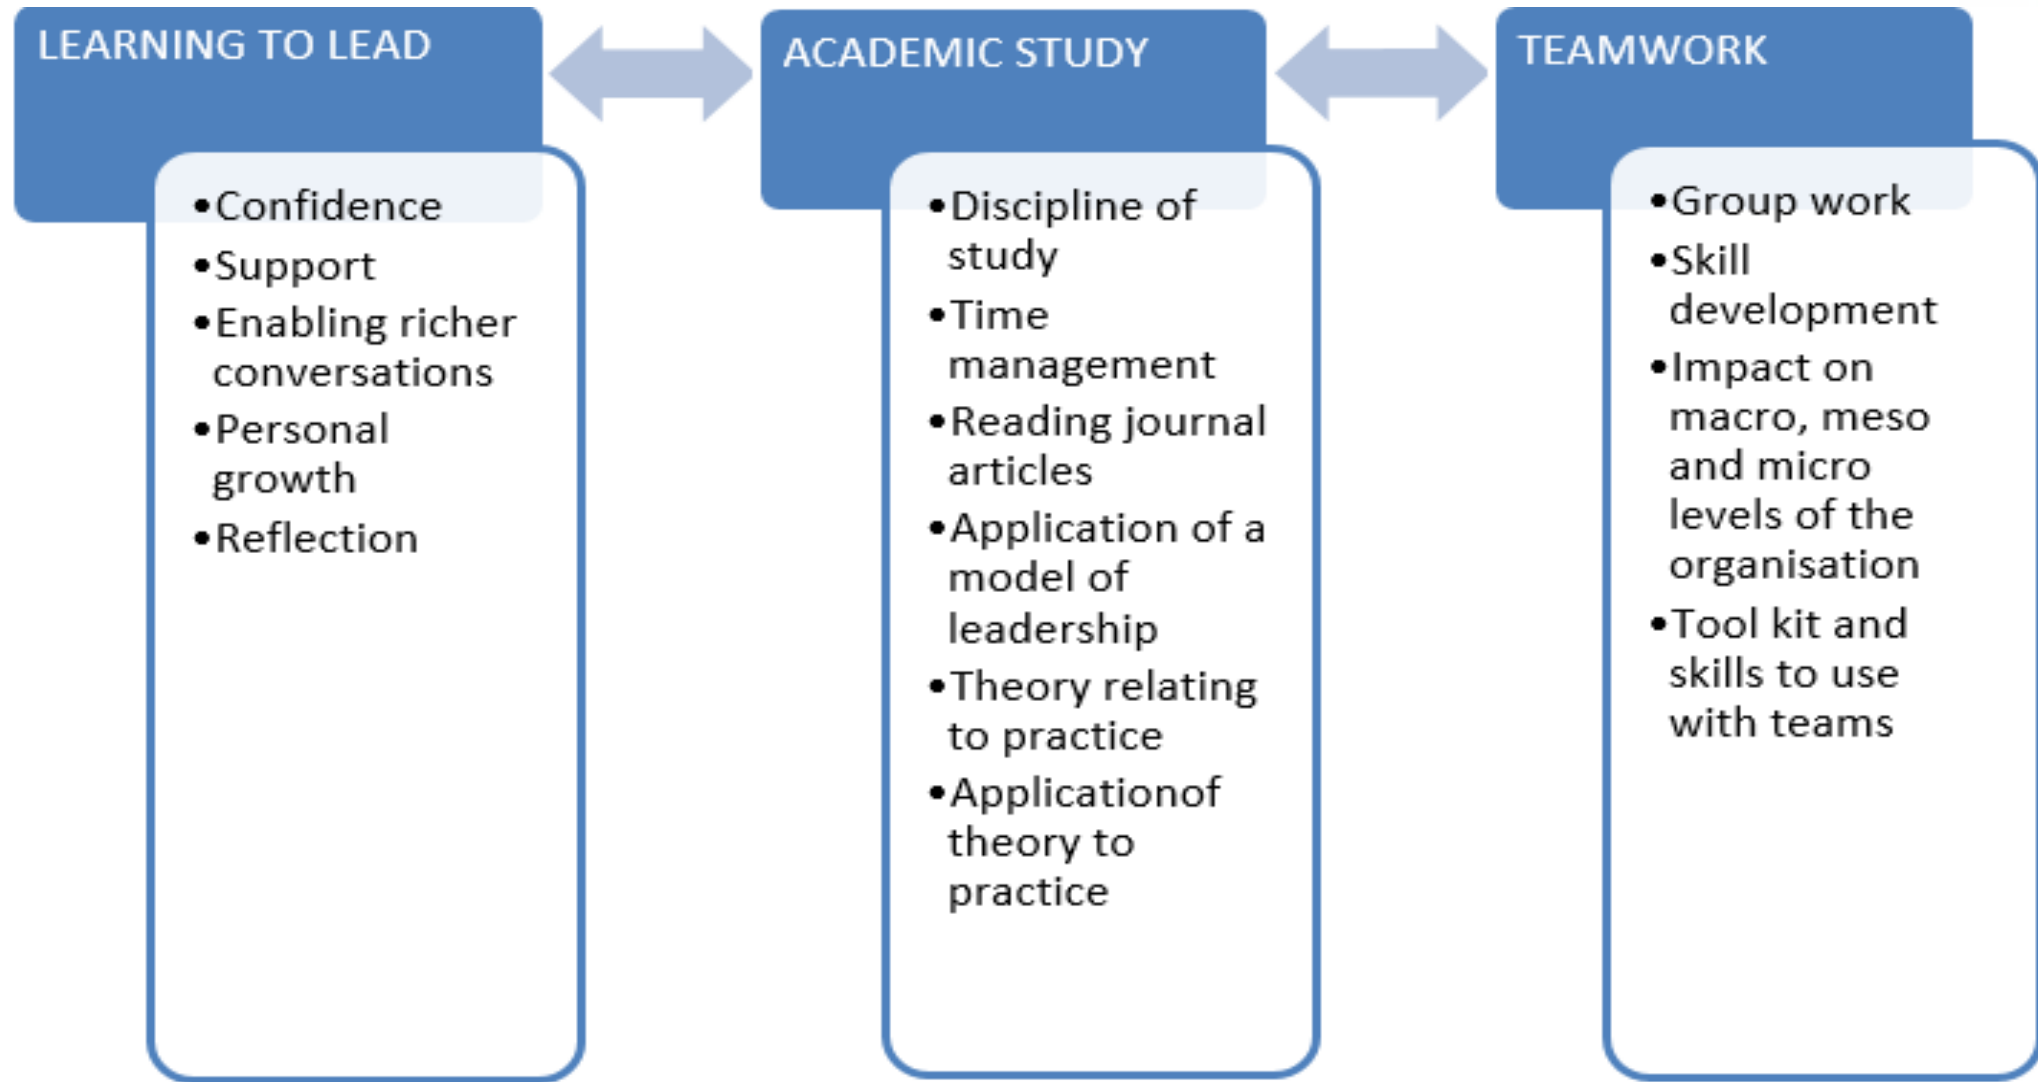 LEARNING TO LEAD
•Confidence
•Support
•Enabling richer
conversations
•Personal
growth
•Reflection
ACADEMIC STUDY
•Discipline of
study
•Time
management
•Reading journal
articles
•Application of a
model of
leadership
•Theory relating
to practice
•Applicationof
theory to
practice
TEAMWORK
•Group work
•Skill
development
•Impact on
macro, meso
and micro
levels of the
organisation
•Tool kit and
skills to use
with teams